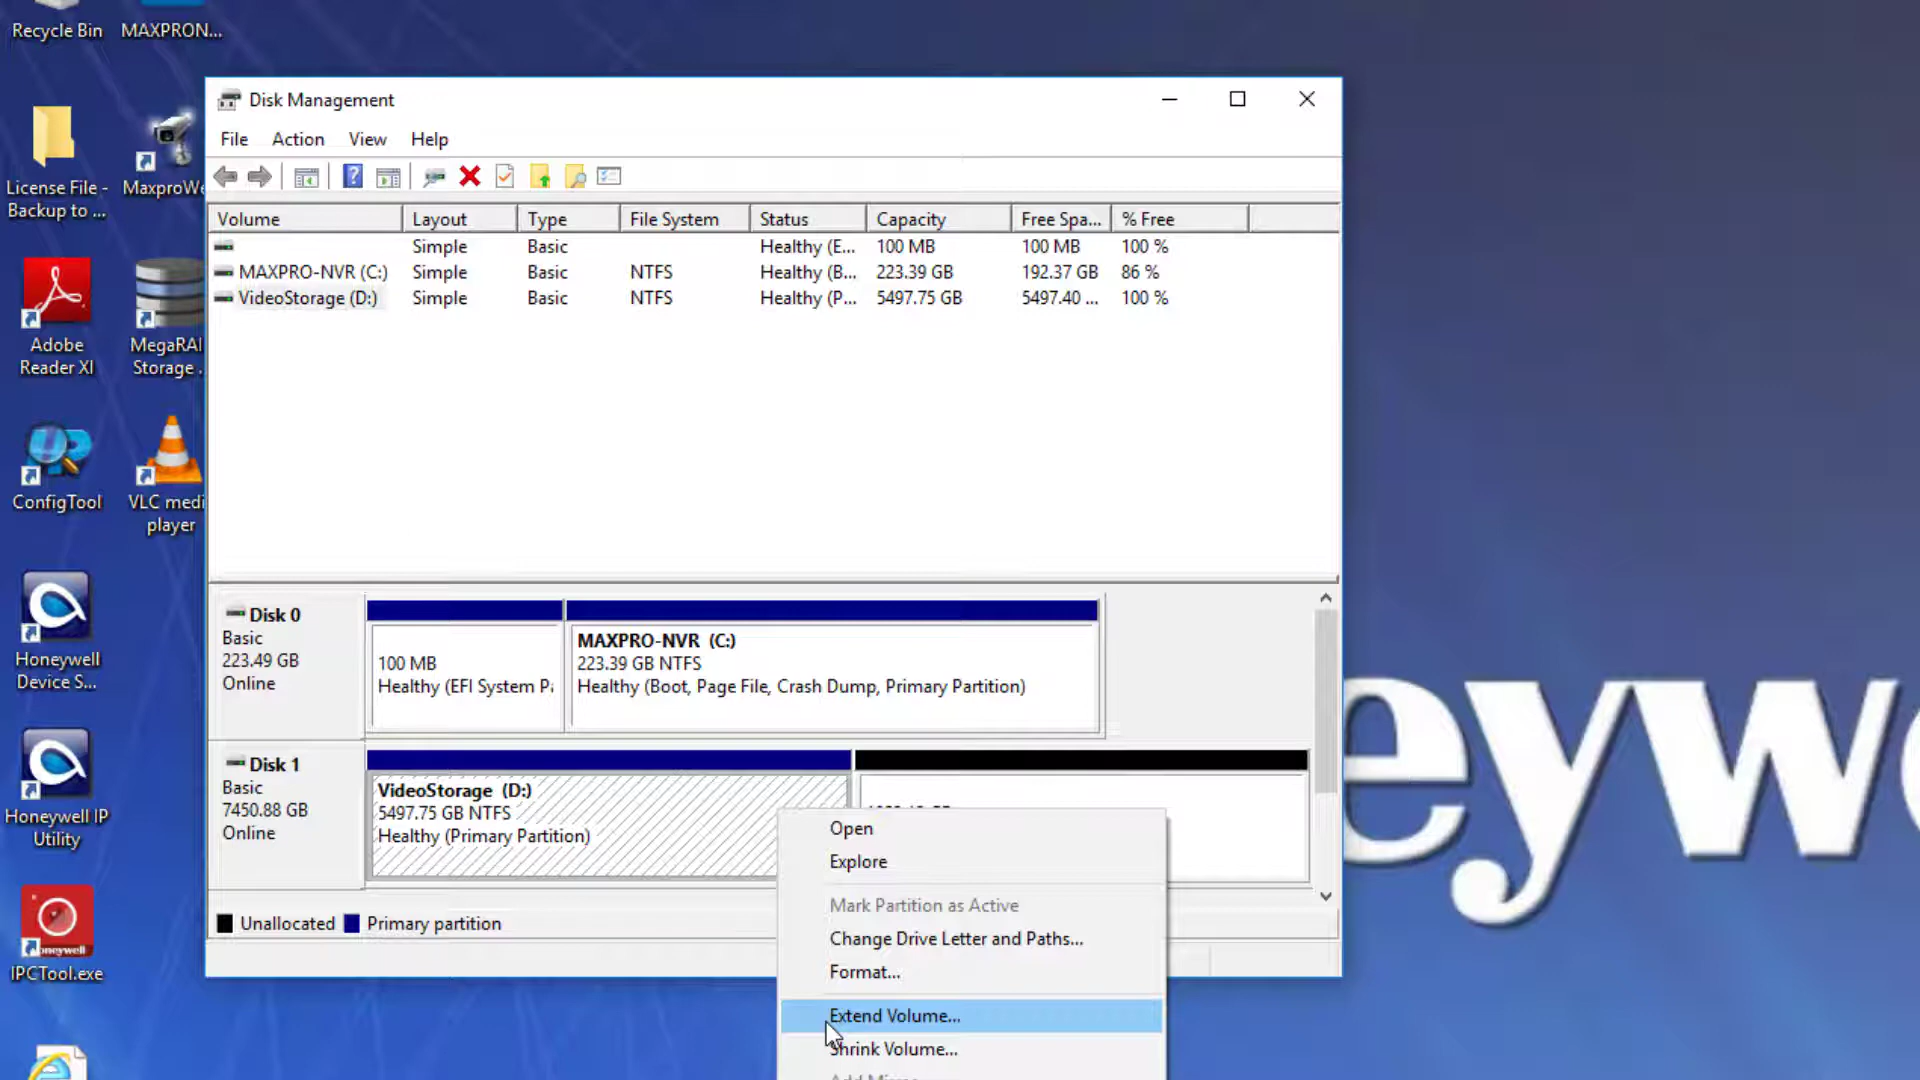 Recycle Bin
MAXPRON...
License File -
Backup to ...
MaxproWe
Adobe
Reader XI
MegaRAI
Storage .
ConfigTool
VLC medi
player
Honeywell
Device S...
Honeywell IP
Utility
Honeywell
IPCTool.exe
Disk Management
File Action View Help
Volume Layout Type File System Status Capacity Free Spa... % Free
Simple Basic Healthy (E... 100 MB 100 MB 100 %
MAXPRO-NVR (C:) Simple Basic NTFS Healthy (B... 223.39 GB 192.37 GB 86 %
VideoStorage (D:) Simple Basic NTFS Healthy (P... 5497.75 GB 5497.40 ... 100 %
Disk 0
Basic
223.49 GB
Online
100 MB
Healthy (EFI System Pa
MAXPRO-NVR (C:)
223.39 GB NTFS
Healthy (Boot, Page File, Crash Dump, Primary Partition)
Disk 1
Basic
7450.88 GB
Online
VideoStorage (D:)
5497.75 GB NTFS
Healthy (Primary Partition)
Unallocated Primary partition
Open
Explore
Mark Partition as Active
Change Drive Letter and Paths...
Format...
Extend Volume...
Shrink Volume...
eyw